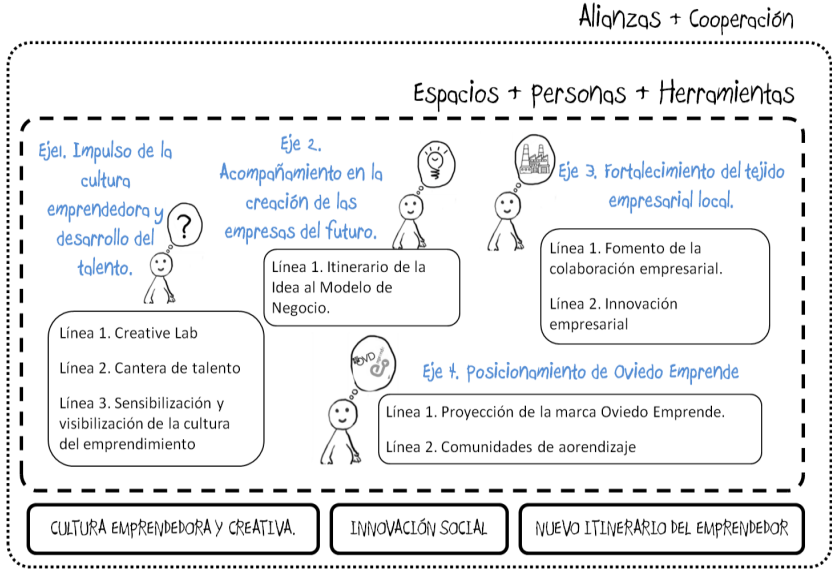 Alianzas + Cooperación
Espacios + Personas + Herramientas
Eje1. Impulso de la
cultura
emprendedora y
desarrollo del
talento.
?
Línea 1. Creative Lab
Línea 2. Cantera de talento
Línea 3. Sensibilización y
visibilización de la cultura
del emprendimiento
Eje 2.
Acompañamiento en la
creación de las
empresas del futuro.
Línea 1. Itinerario de la
Idea al Modelo de
Negocio.
Eje 3. Fortalecimiento del tejido
empresarial local.
Línea 1. Fomento de la
colaboración empresarial.
Línea 2. Innovación
empresarial
Eje 4. Posicionamiento de Oviedo Emprende
Línea 1. Proyección de la marca Oviedo Emprende.
Línea 2. Comunidades de aorendizaje
CULTURA EMPRENDEDORA Y CREATIVA.
INNOVACIÓN SOCIAL
NUEVO ITINERARIO DEL EMPRENDEDOR